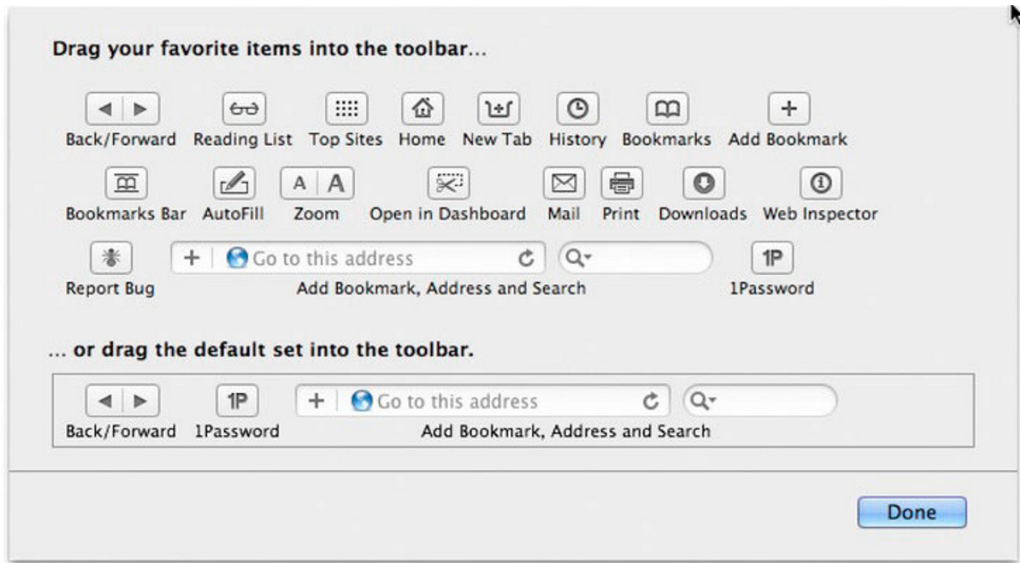 Drag your favorite items into the toolbar...
Back/Forward Reading List Top Sites Home New Tab History Bookmarks Add Bookmark
A A
Bookmarks Bar AutoFill Zoom Open in Dashboard Mail Print Downloads Web Inspector
+ Go to this address 1P
Report Bug Add Bookmark, Address and Search 1Password
... or drag the default set into the toolbar.
1P + Go to this address
Back/Forward 1Password Add Bookmark, Address and Search
Done